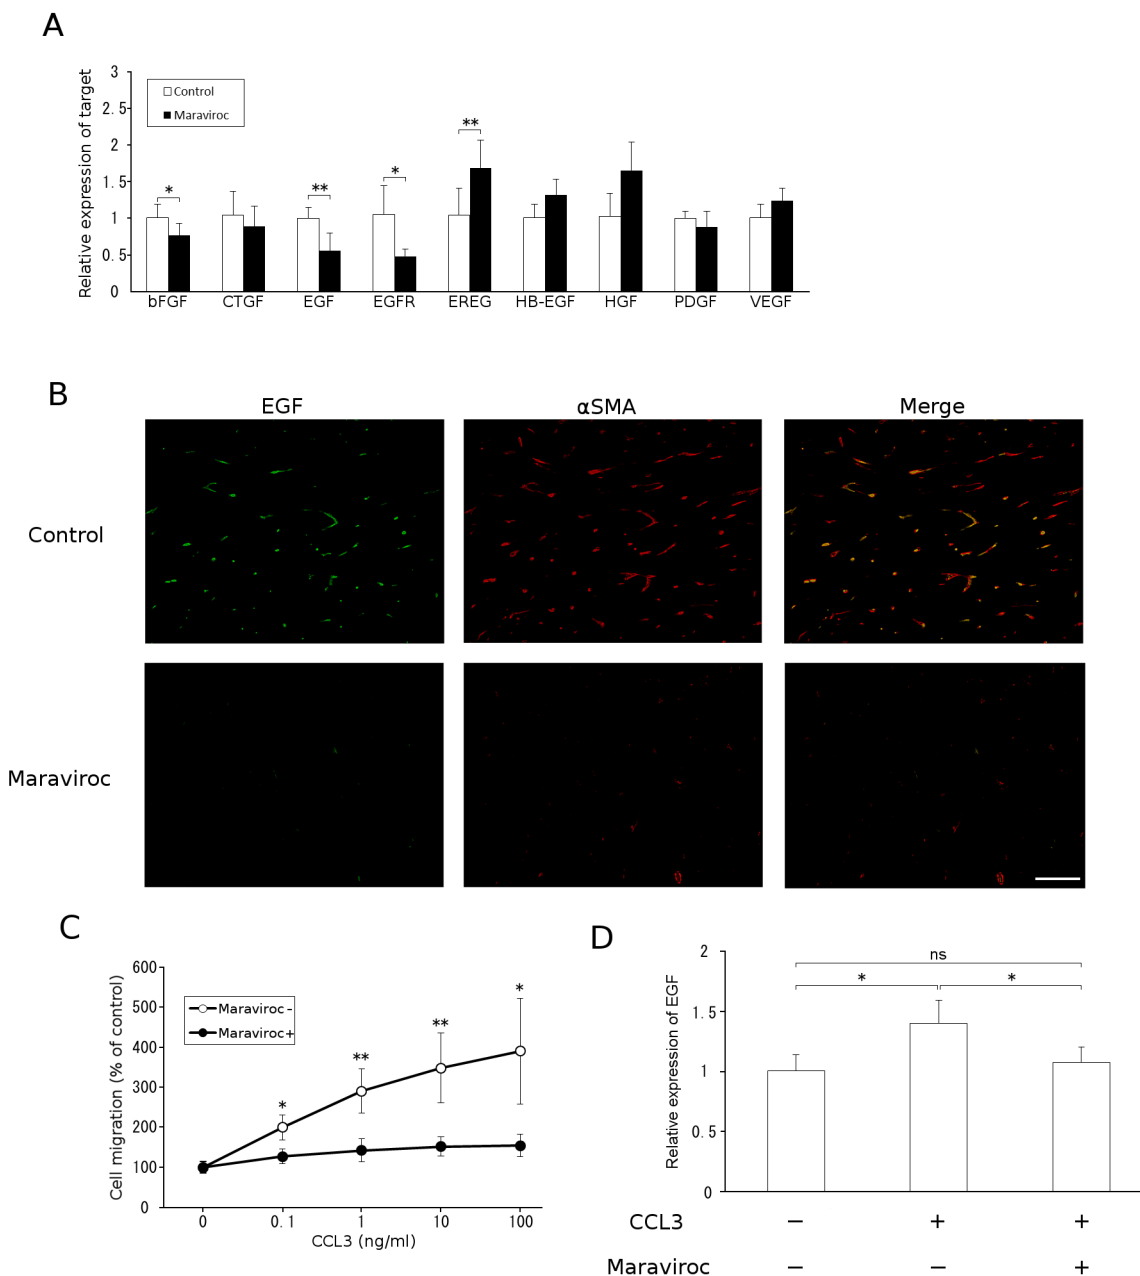 A
Relative expression of target
3
2.5
2
1.5
1
0.5
0
Control
Maraviroc
*
**
*
**
bFGF CTGF EGF EGFR EREG HB-EGF HGF PDGF VEGF
B
EGF αSMA Merge
Control
Maraviroc
C
Cell migration (% of control)
600
500
400
300
200
100
0
Maraviroc -
Maraviroc+
*
**
**
*
0 0.1 1 10 100
CCL3 (ng/ml)
D
Relative expression of EGF
2
1.5
1
0.5
0
ns
* *
CCL3 − + +
Maraviroc − − +